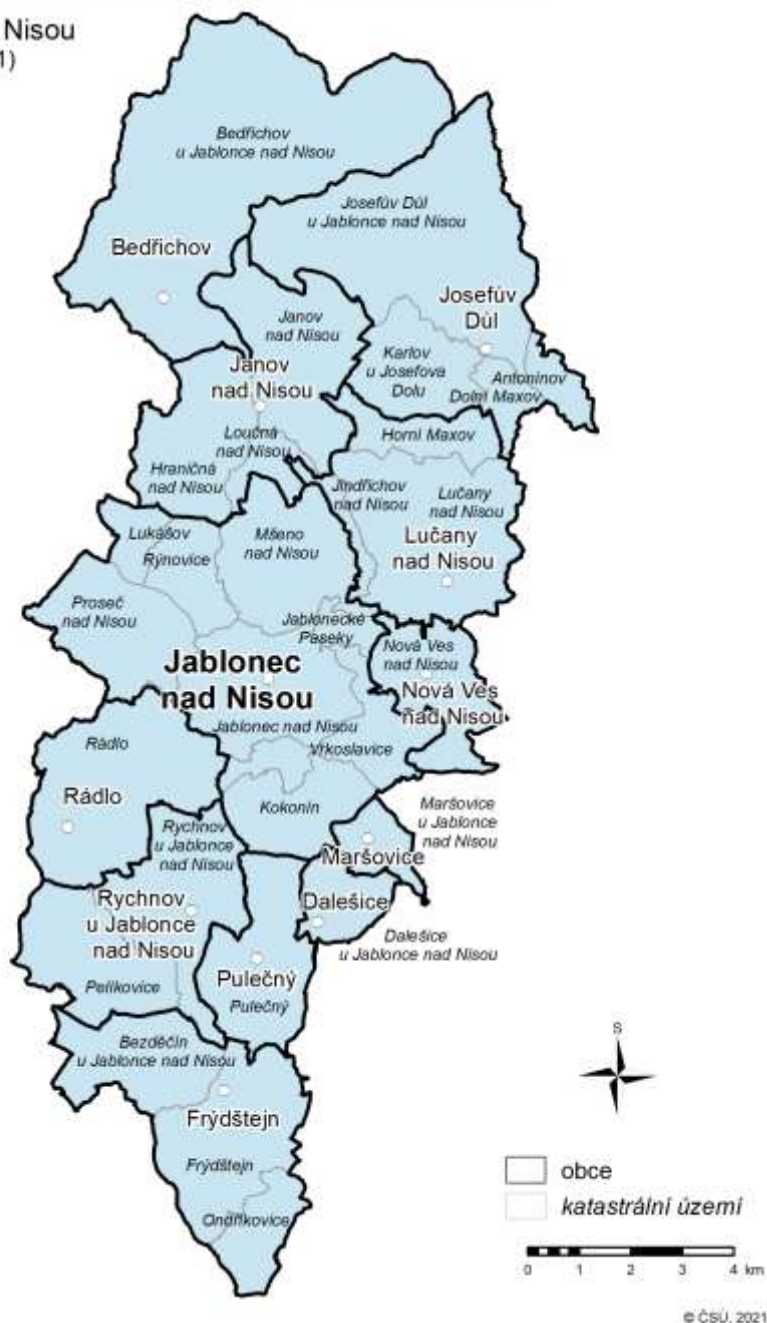 Nisou
1)
Bedřichov
u Jablonce nad Nisou
Josefův Důl
u Jablonce nad Nisou
Bedřichov
Josefův
Důl
Janov
nad Nisou
Karlov
u Josefova
Dolu
Antonínov
Dolní Maxov
Janov
nad Nisou
Loučná
nad Nisou
Horní Maxov
Hraničná
nad Nisou
Jindřichov
nad Nisou
Lučany
nad Nisou
Lukášov
Rýnovice
Mšeno
nad Nisou
Lučany
nad Nisou
Proseč
nad Nisou
Jablonecké
Paseky
Nová Ves
nad Nisou
Jablonec
nad Nisou
Nová Ves
nad Nisou
Jablonec nad Nisou
Vrkoslavice
Rádlo
Rádlo
Kokonín
Maršovice
u Jablonce
nad Nisou
Rychnov
u Jablonce
nad Nisou
Maršovice
Rychnov
u Jablonce
nad Nisou
Dalešice
Dalešice
u Jablonce nad Nisou
Pelíkovice
Pulečný
Pulečný
Bezděčín
u Jablonce nad Nisou
Frýdštejn
Frýdštejn
Ondříkovice
S
obce
katastrální území
0 1 2 3 4 km
© ČSÚ, 2021